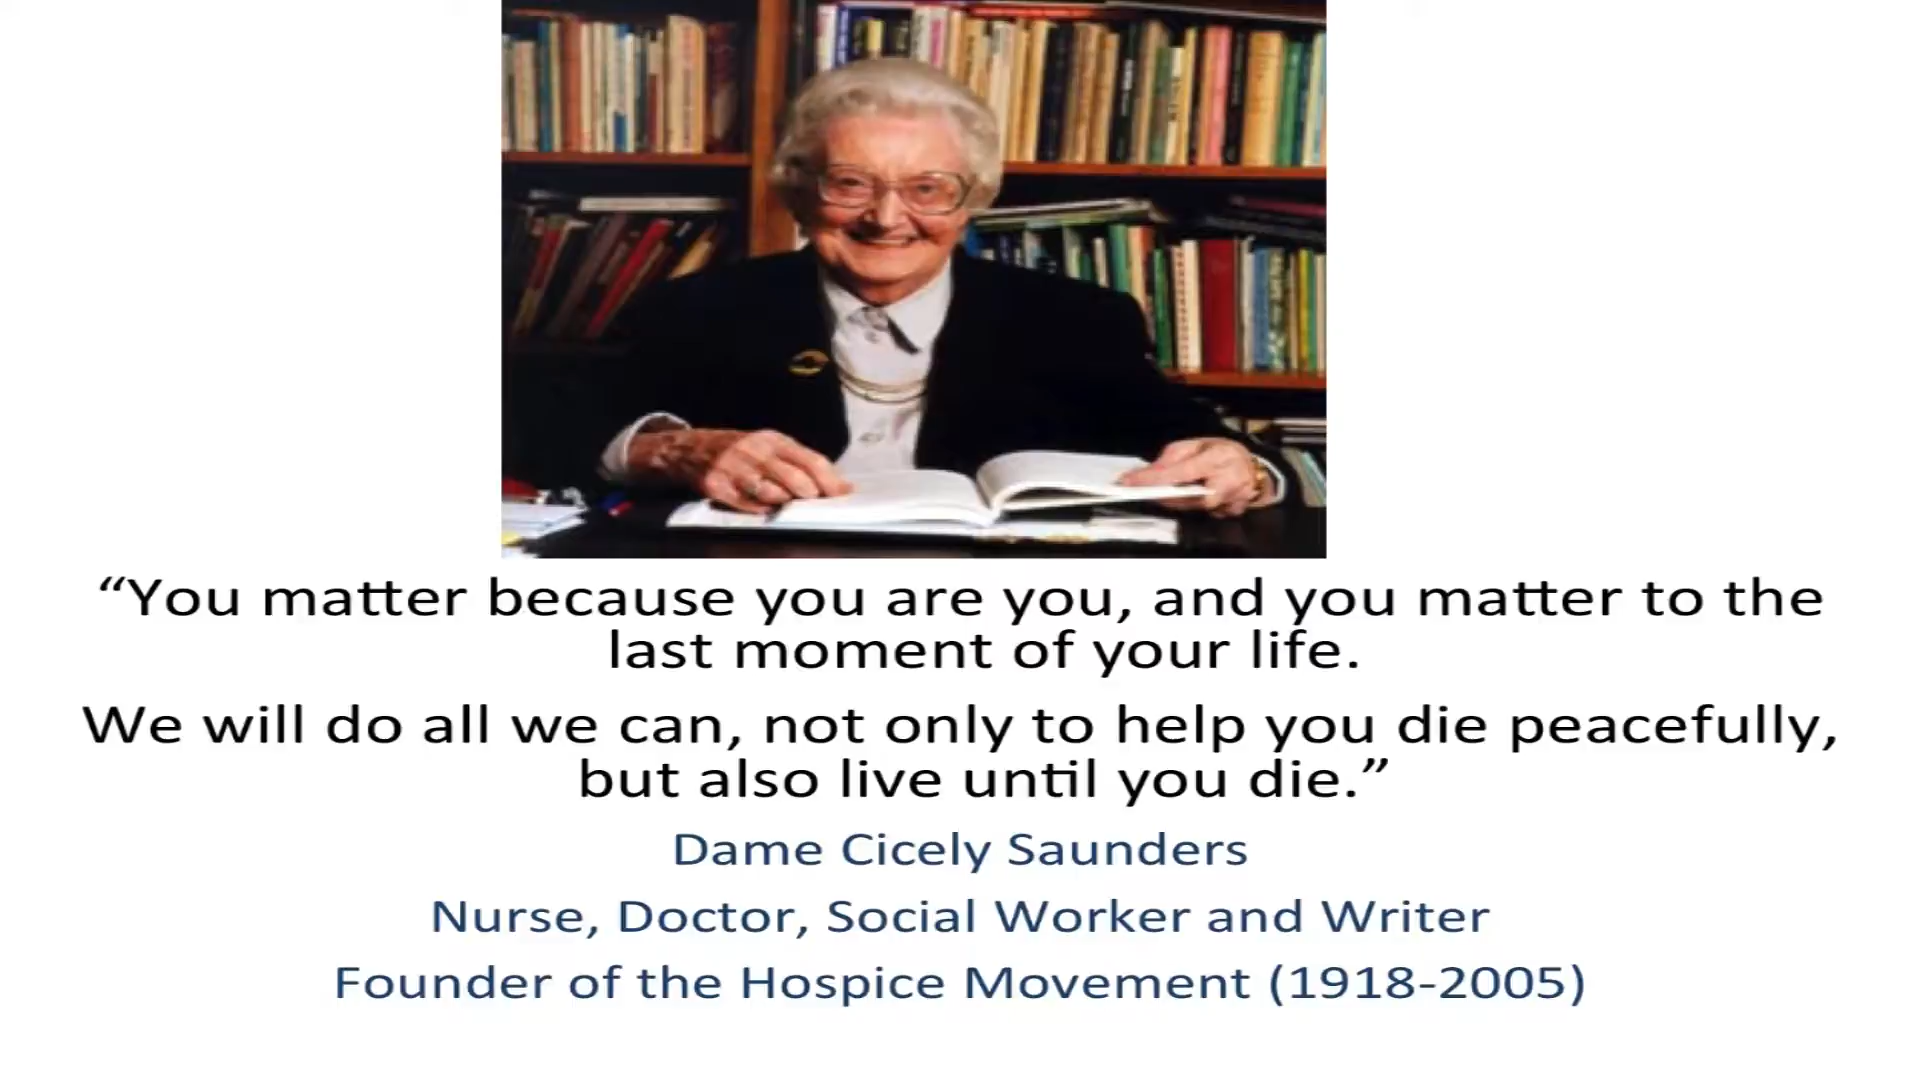 “You matter because you are you, and you matter to the
last moment of your life.
We will do all we can, not only to help you die peacefully,
but also live until you die.”
Dame Cicely Saunders
Nurse, Doctor, Social Worker and Writer
Founder of the Hospice Movement (1918-2005)